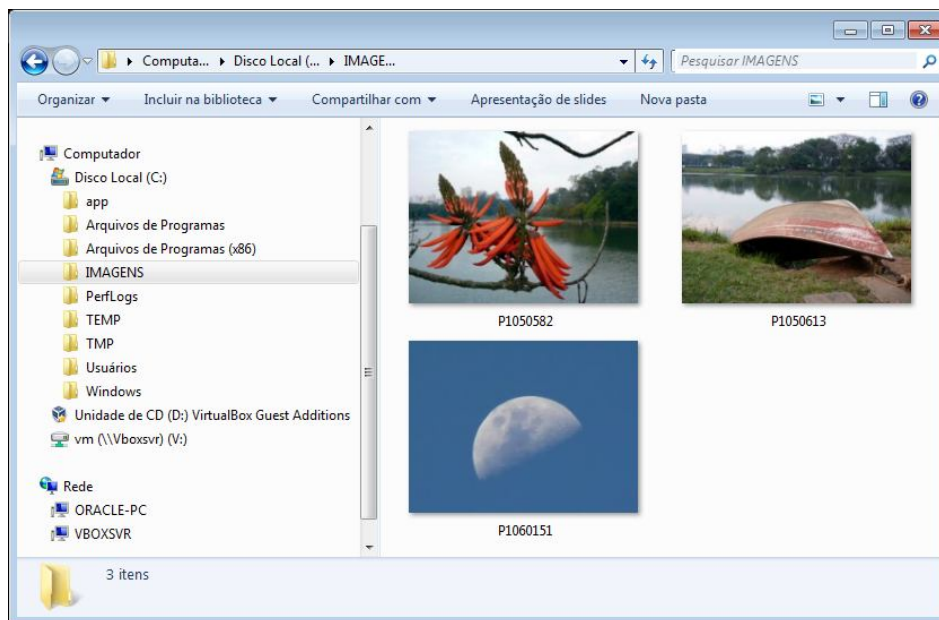 Computa... Disco Local (... IMAGE...
Pesquisar IMAGENS
Organizar Incluir na biblioteca Compartilhar com Apresentação de slides Nova pasta
Computador
Disco Local (C:)
app
Arquivos de Programas
Arquivos de Programas (x86)
IMAGENS
PerfLogs
TEMP
TMP
Usuários
Windows
Unidade de CD (D:) VirtualBox Guest Additions
vm (\\Vboxsvr) (V:)
Rede
ORACLE-PC
VBOXSVR
P1050582
P1050613
P1060151
3 itens